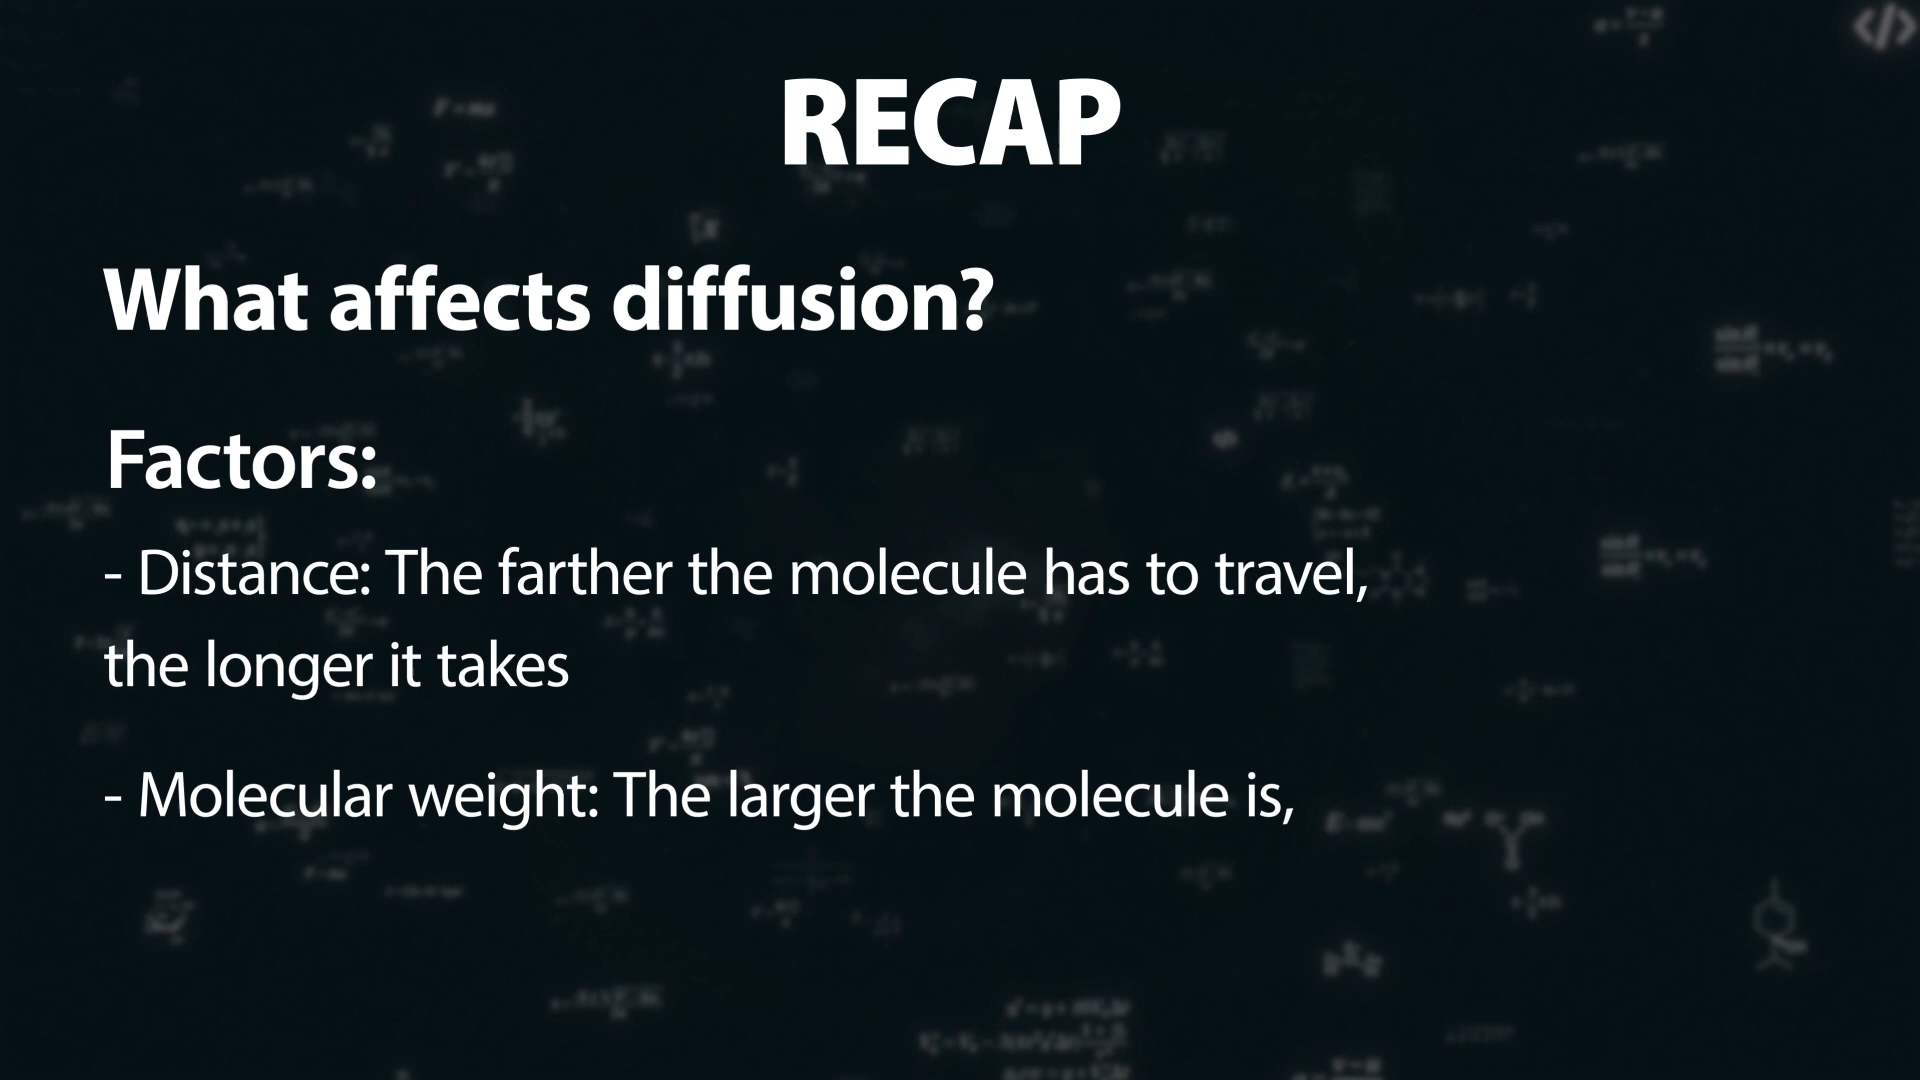 RECAP
What affects diffusion?
Factors:
- Distance: The farther the molecule has to travel,
the longer it takes
- Molecular weight: The larger the molecule is,